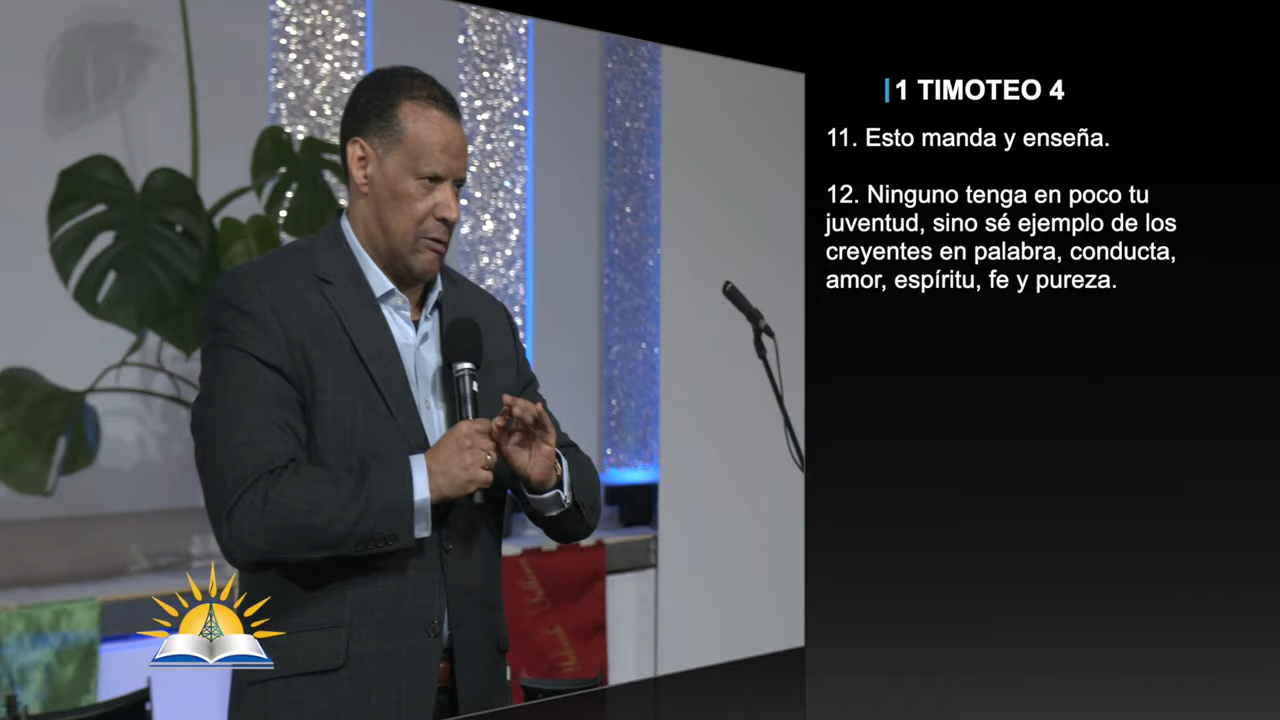 1 TIMOTEO 4
11. Esto manda y enseña.
12. Ninguno tenga en poco tu
juventud, sino sé ejemplo de los
creyentes en palabra, conducta,
amor, espíritu, fe y pureza.